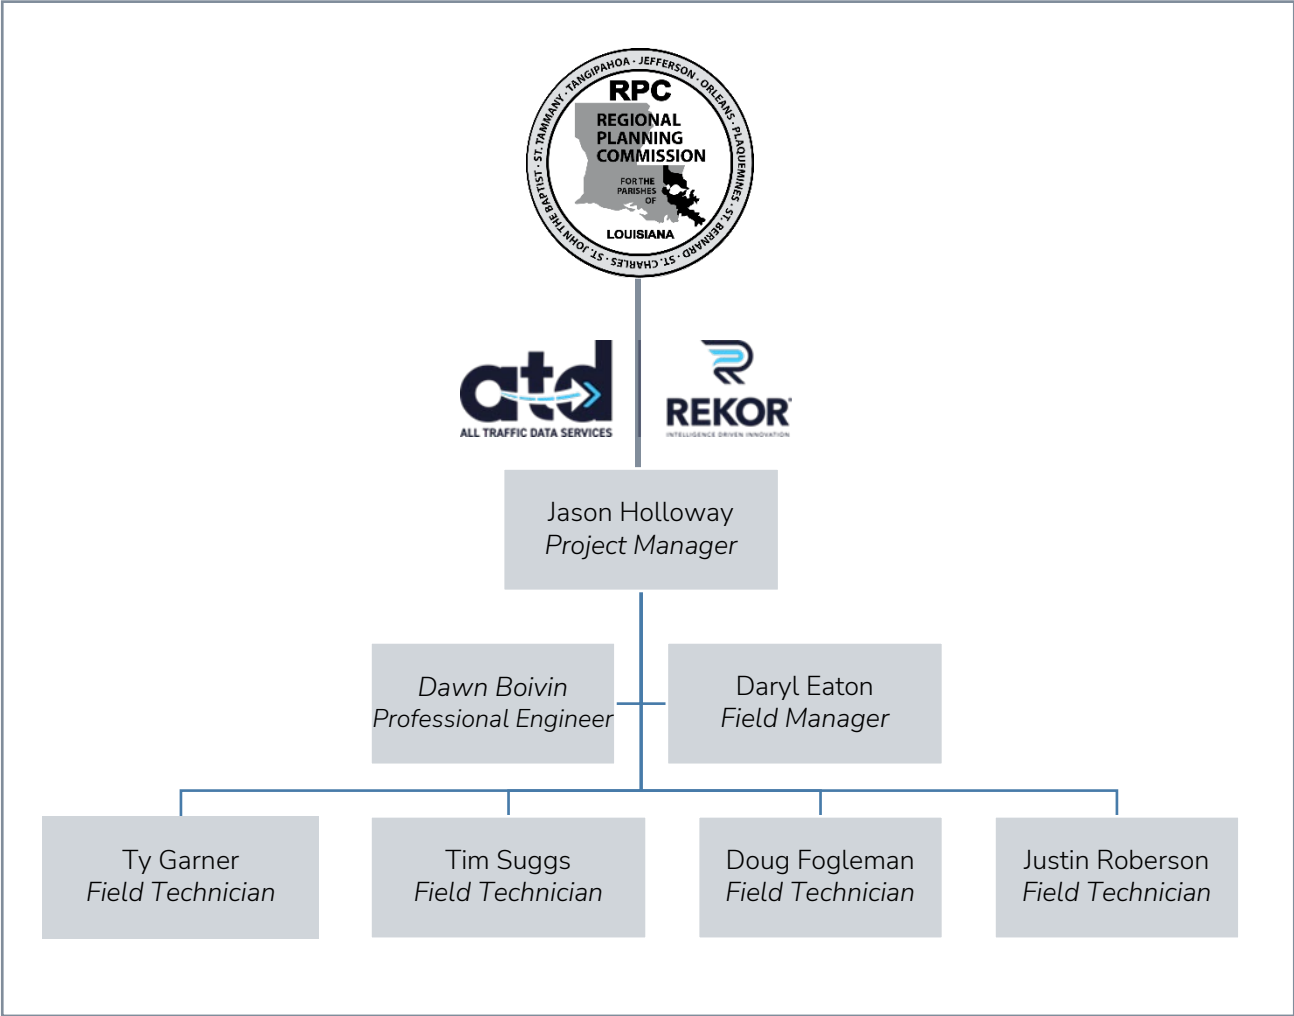 TANGIPAHOA · JEFFERSON · ORLEANS · PLAQUEMINES · ST. BERNARD · ST. CHARLES · ST. JOHN THE BAPTIST · ST. TAMMANY ·
RPC
REGIONAL
PLANNING
COMMISSION
FOR THE
PARISHES
OF
LOUISIANA
atd
ALL TRAFFIC DATA SERVICES
REKOR
INTELLIGENCE DRIVEN INNOVATION
Jason Holloway
Project Manager
Dawn Boivin
Professional Engineer
Daryl Eaton
Field Manager
Ty Garner
Field Technician
Tim Suggs
Field Technician
Doug Fogleman
Field Technician
Justin Roberson
Field Technician